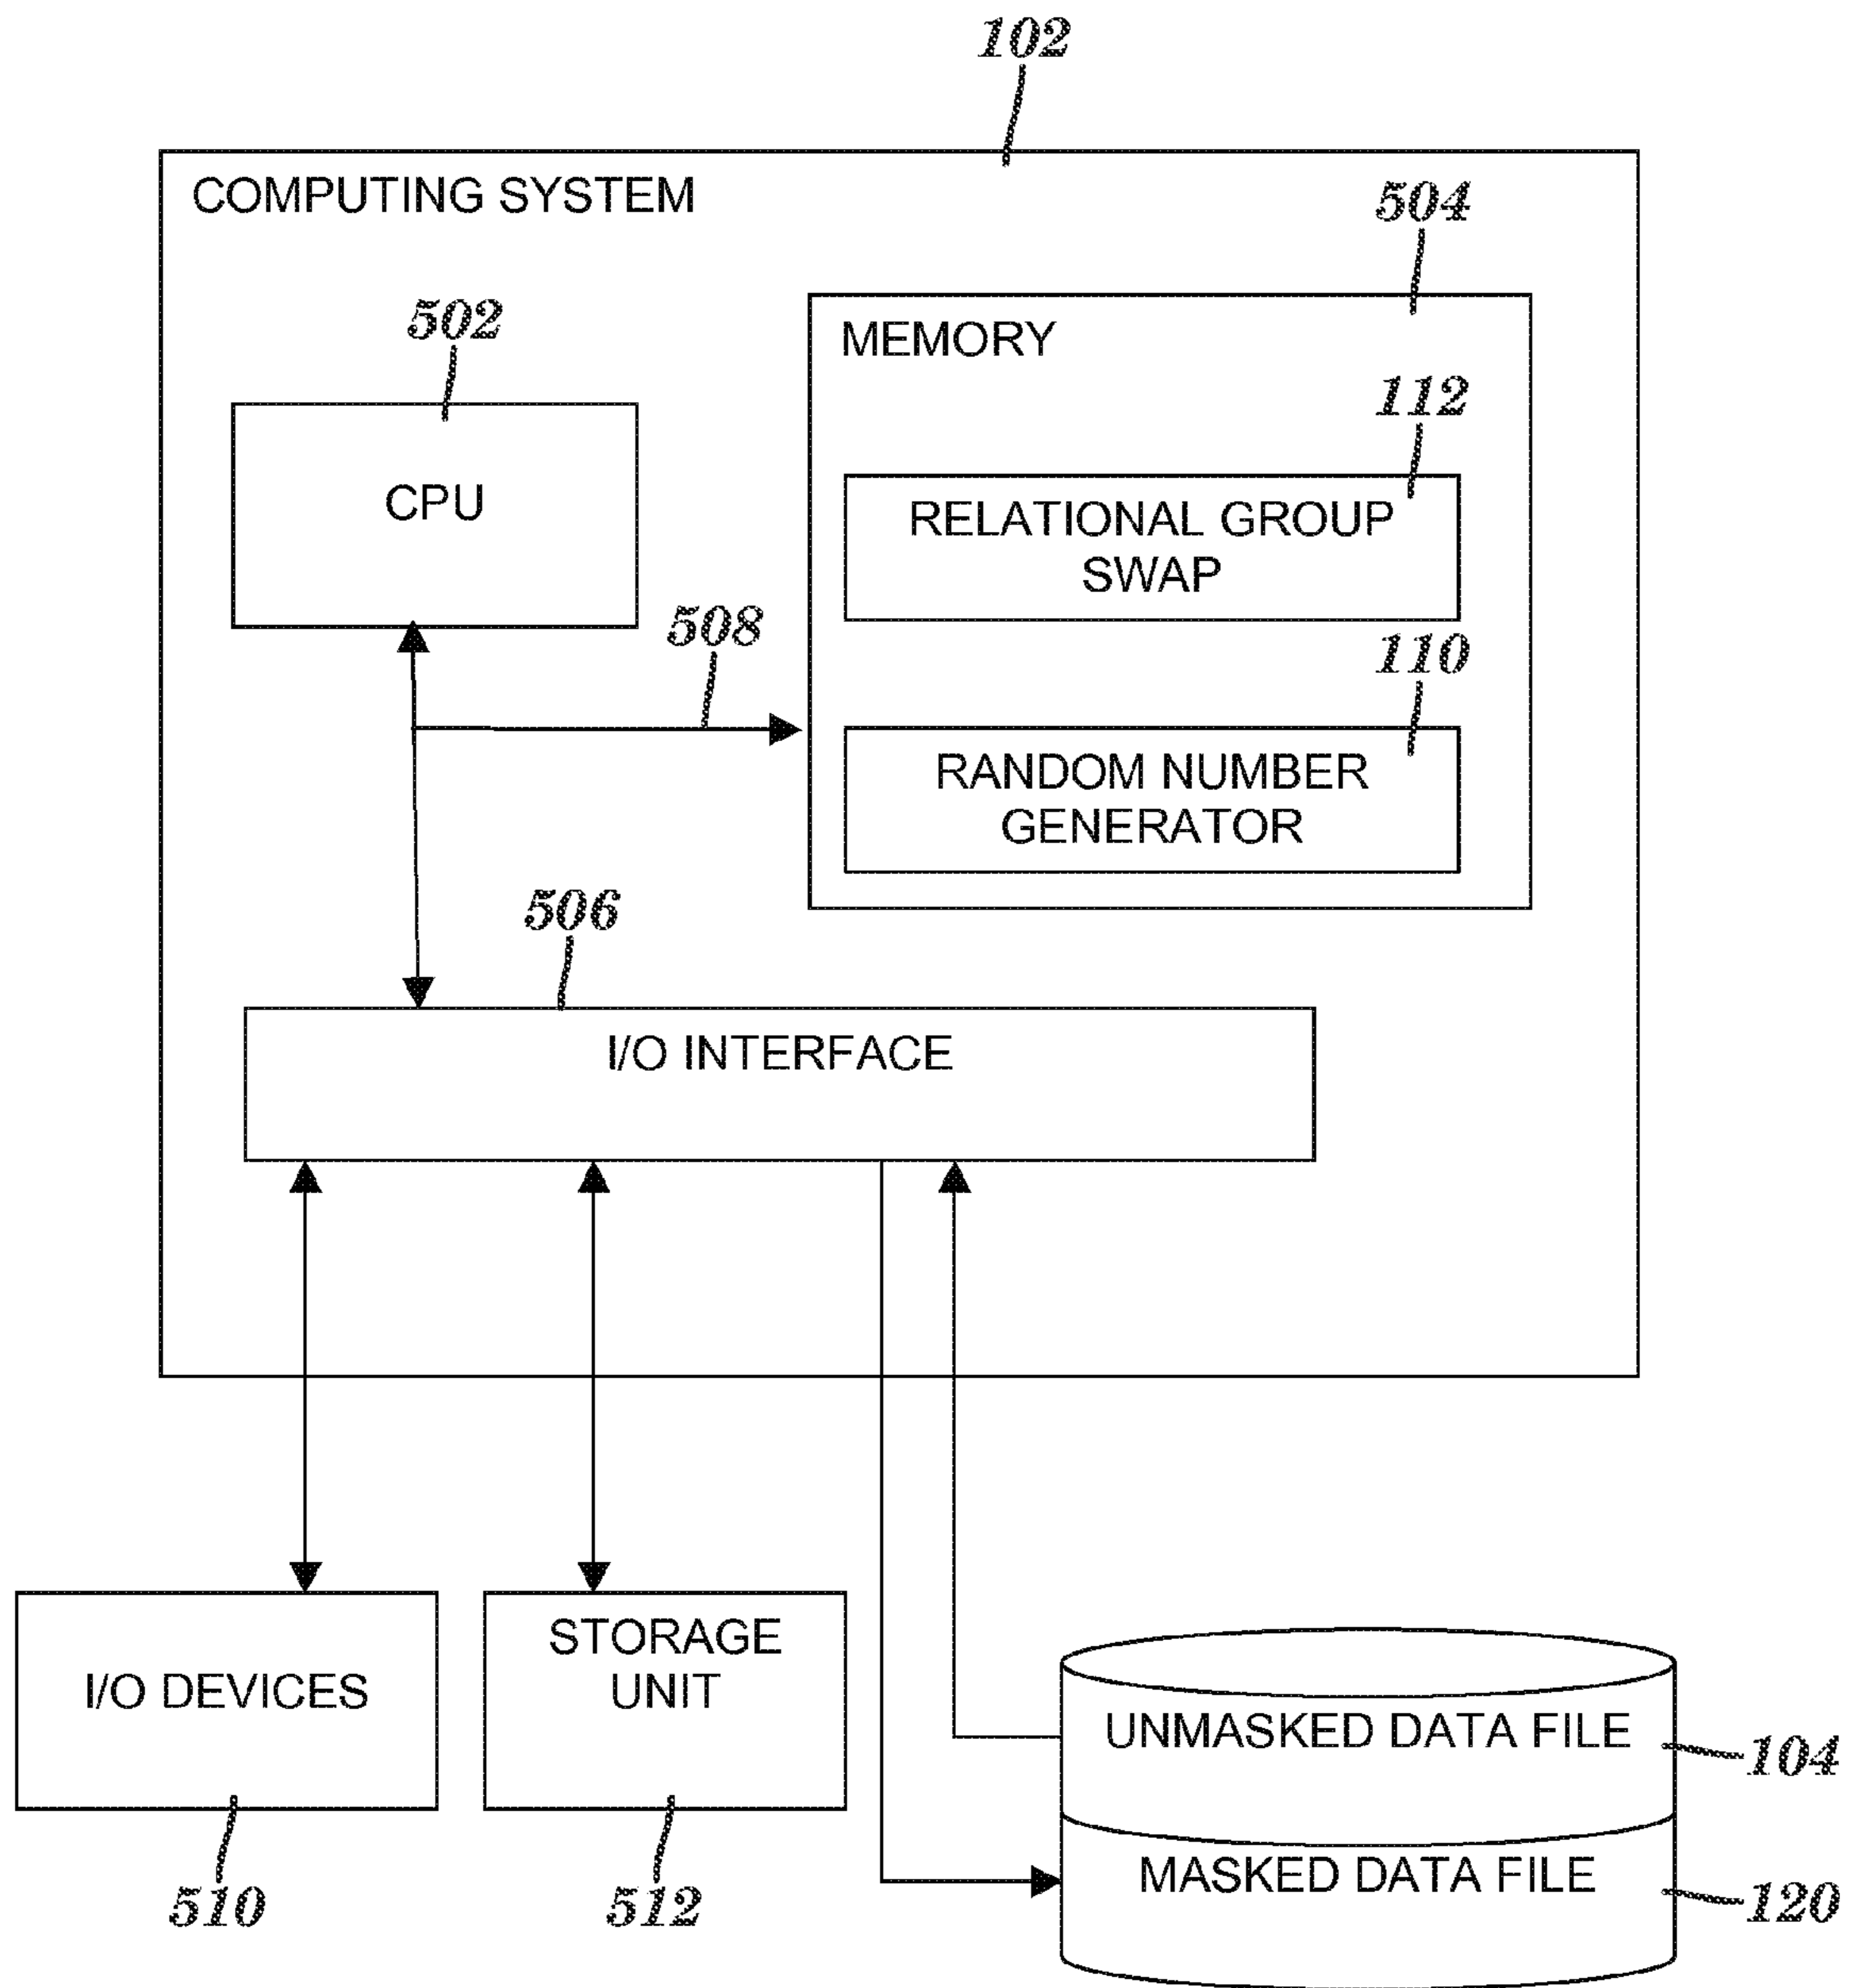 102
COMPUTING SYSTEM
504
502
MEMORY
112
CPU
RELATIONAL GROUP
SWAP
508
110
RANDOM NUMBER
GENERATOR
506
I/O INTERFACE
STORAGE
UNIT
I/O DEVICES
UNMASKED DATA FILE
104
MASKED DATA FILE
120
510
512